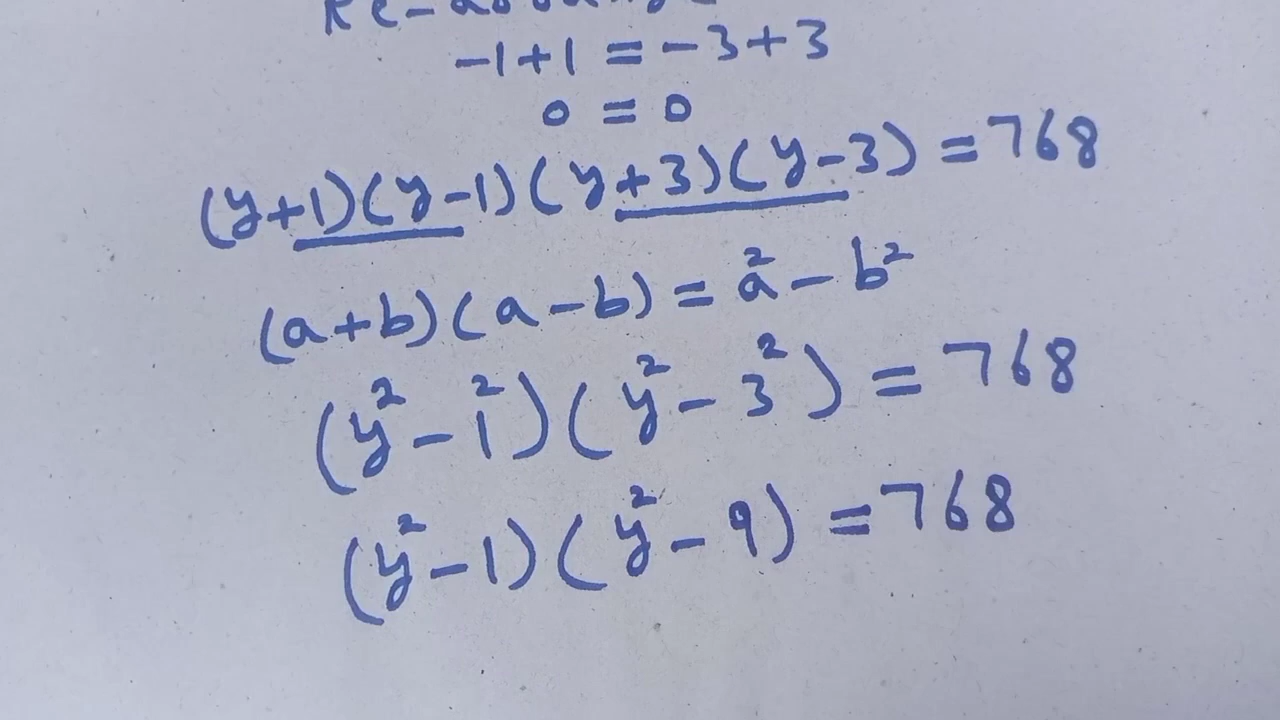 -1+1 = -3+3
0 = 0
(y+1)(y-1)(y+3)(y-3) = 768
(a+b)(a-b) = a² - b²
(y² - 1²)(y² - 3²) = 768
(y² - 1)(y² - 9) = 768